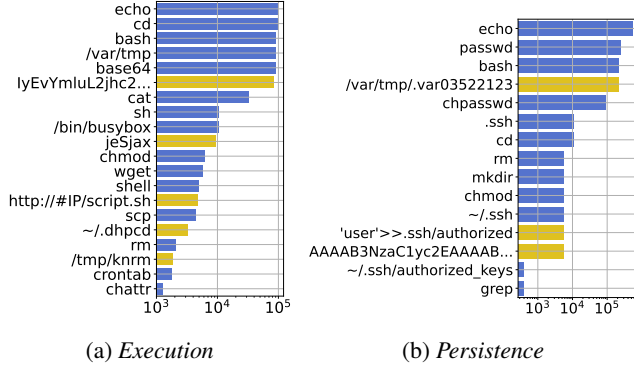 echo
cd
bash
/var/tmp
base64
IyEvYmluL2jhc2...
cat
sh
/bin/busybox
jeSjax
chmod
wget
shell
http://#IP/script.sh
scp
~/.dhpcd
rm
/tmp/knrm
crontab
chattr
10³ 10⁴ 10⁵
(a) Execution
echo
passwd
bash
/var/tmp/.var03522123
chpasswd
.ssh
cd
rm
mkdir
chmod
~/.ssh
'user'>>.ssh/authorized
AAAAB3NzaC1yc2EAAAAB...
~/.ssh/authorized_keys
grep
10³ 10⁴ 10⁵
(b) Persistence